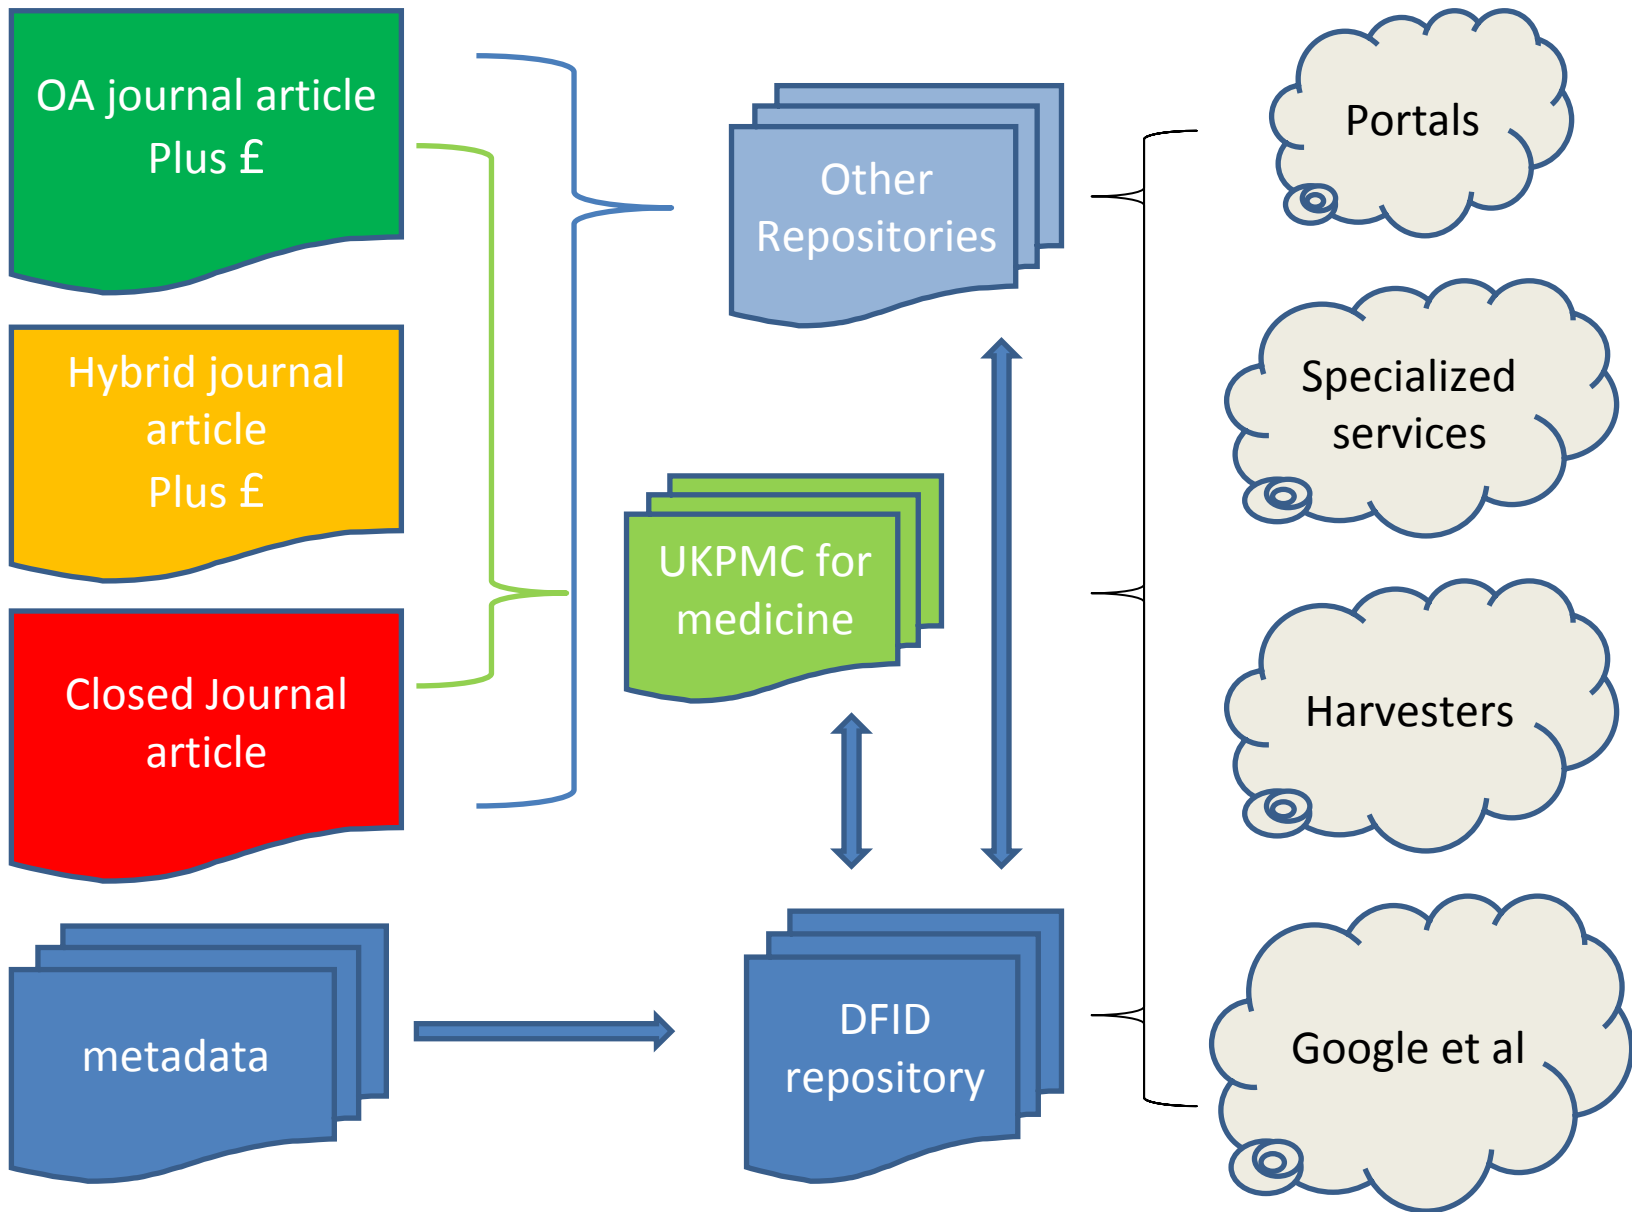 OA journal article
Plus £
Hybrid journal
article
Plus £
Closed Journal
article
metadata
Other
Repositories
UKPMC for
medicine
DFID
repository
Portals
Specialized
services
Harvesters
Google et al